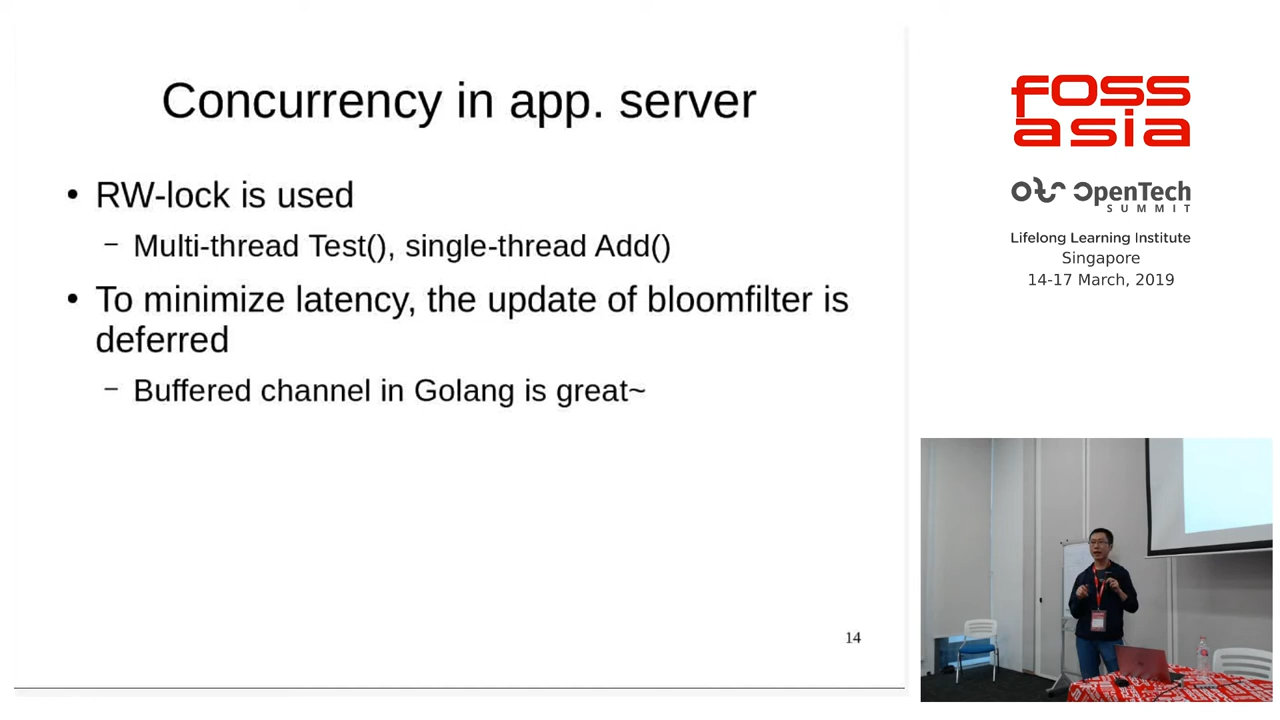 Concurrency in app. server
• RW-lock is used
– Multi-thread Test(), single-thread Add()
• To minimize latency, the update of bloomfilter is
deferred
– Buffered channel in Golang is great~
14
FOSS
asia
OTS OpenTech
SUMMIT
Lifelong Learning Institute
Singapore
14-17 March, 2019